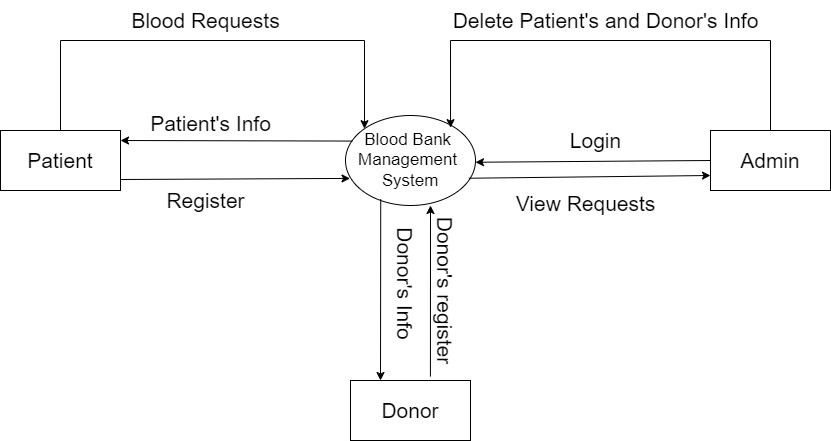 Blood Requests
Delete Patient's and Donor's Info
Patient's Info
Blood Bank
Management
System
Login
Patient
Admin
Register
View Requests
Donor's Info
Donor's register
Donor